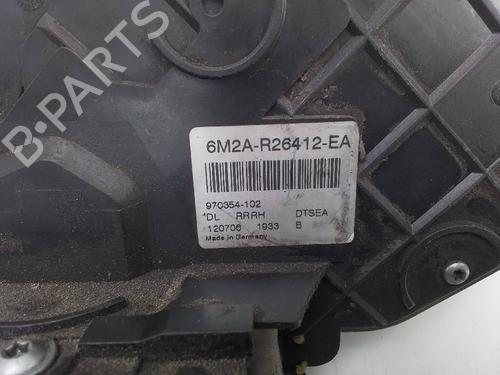 B-PARTS
6M2A-R26412-EA
970354-102
*DL RRRH DTSEA
120706 1933 B
Made in Germany